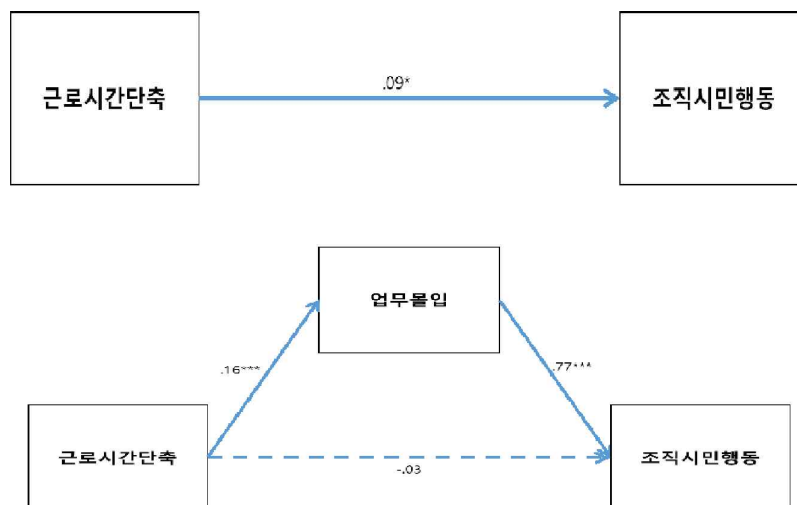 근로시간단축
.09*
조직시민행동
업무몰입
.16***
.77***
근로시간단축
-.03
조직시민행동